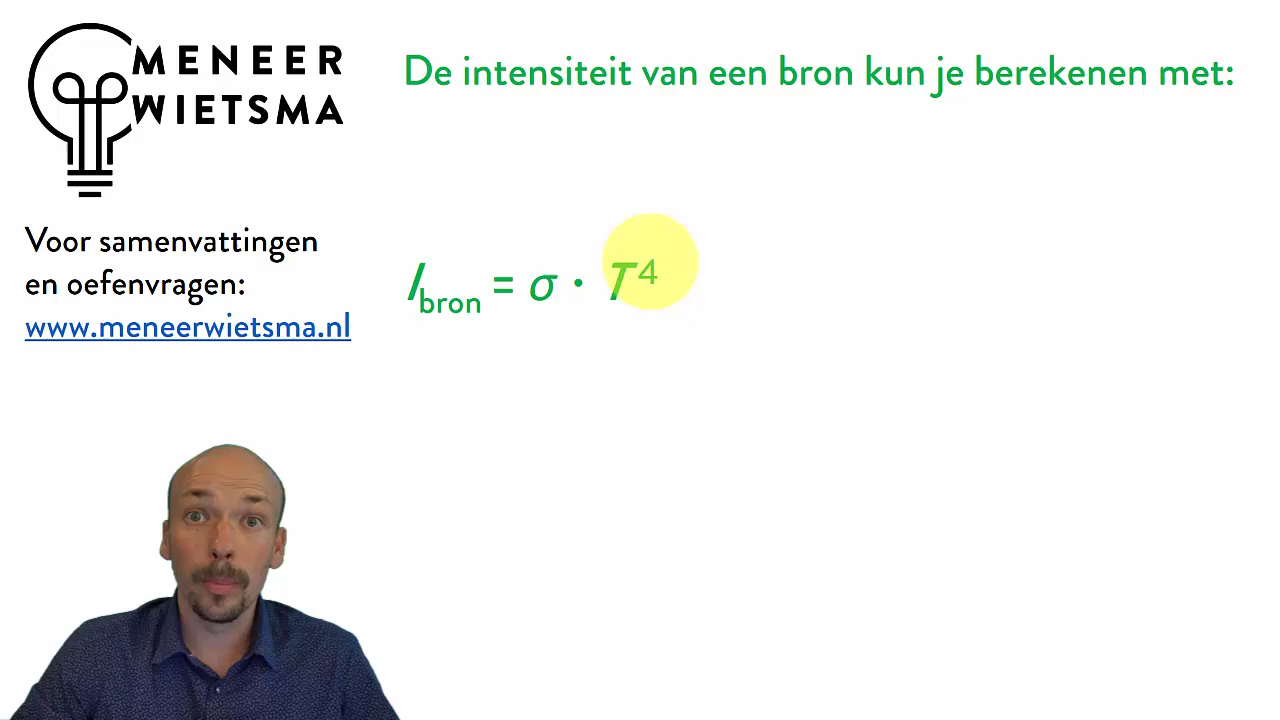 MENEER
WIETSMA
De intensiteit van een bron kun je berekenen met:
Voor samenvattingen
en oefenvragen:
www.meneerwietsma.nl
I_bron = σ · T⁴